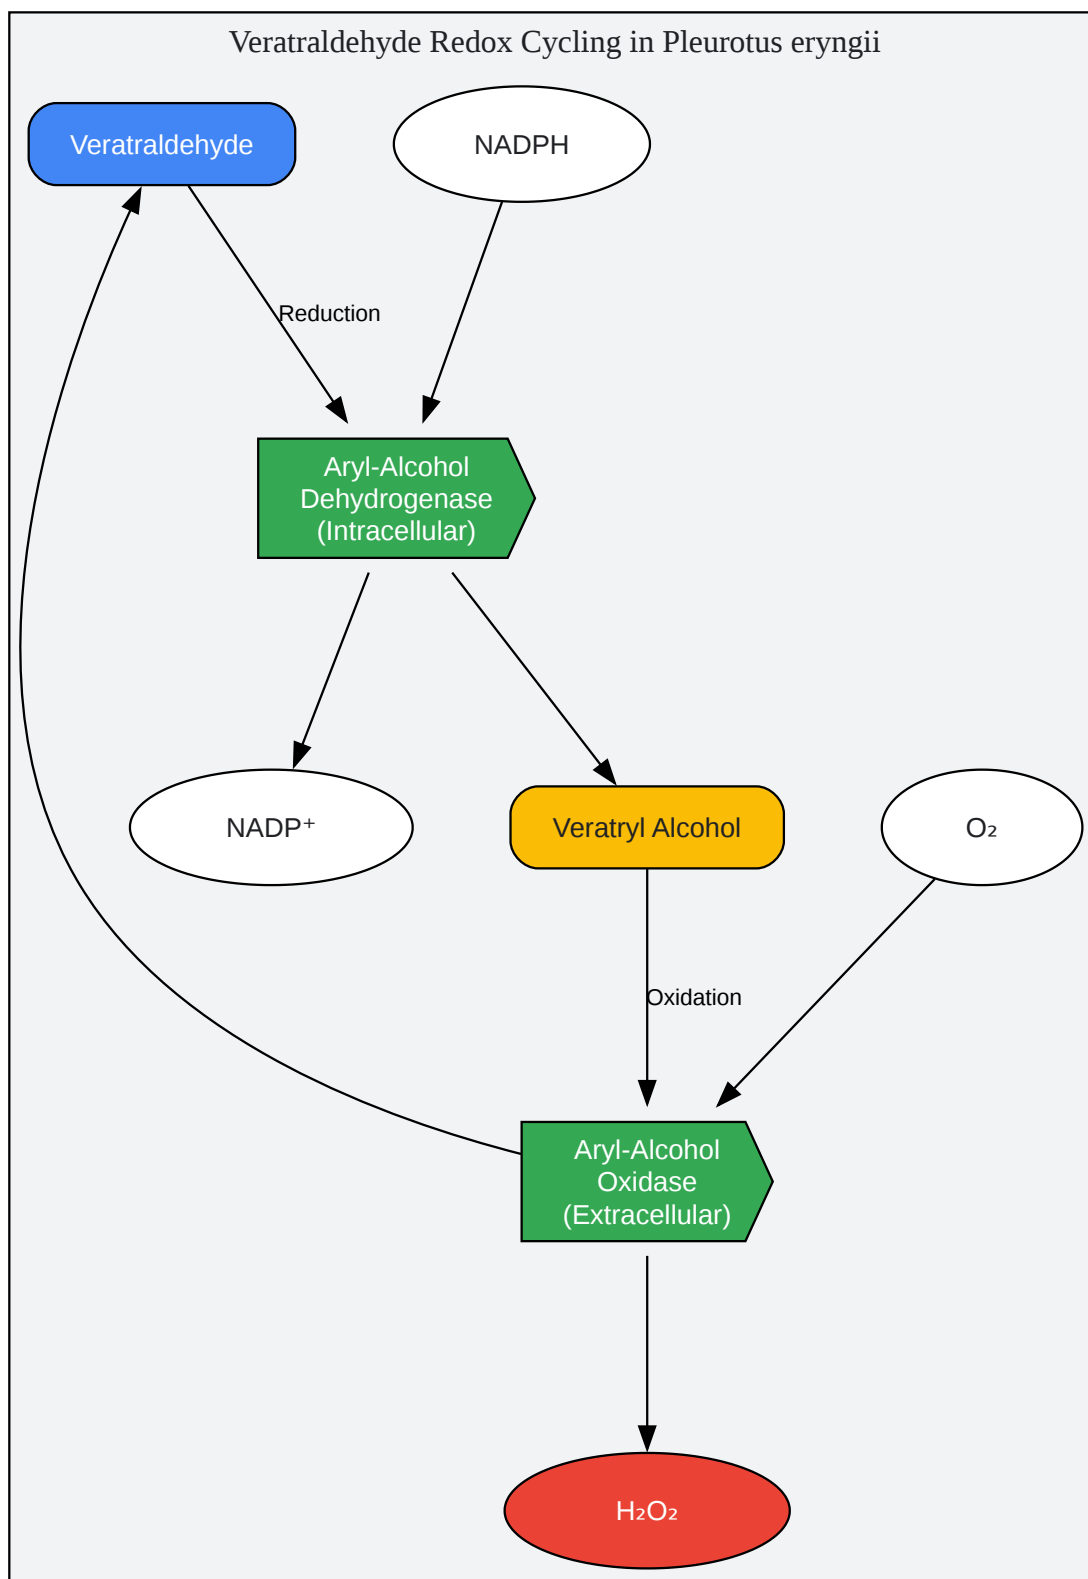 Veratraldehyde Redox Cycling in Pleurotus eryngii
Veratraldehyde
NADPH
Reduction
Aryl-Alcohol
Dehydrogenase
(Intracellular)
NADP⁺
Veratryl Alcohol
O₂
Oxidation
Aryl-Alcohol
Oxidase
(Extracellular)
H₂O₂